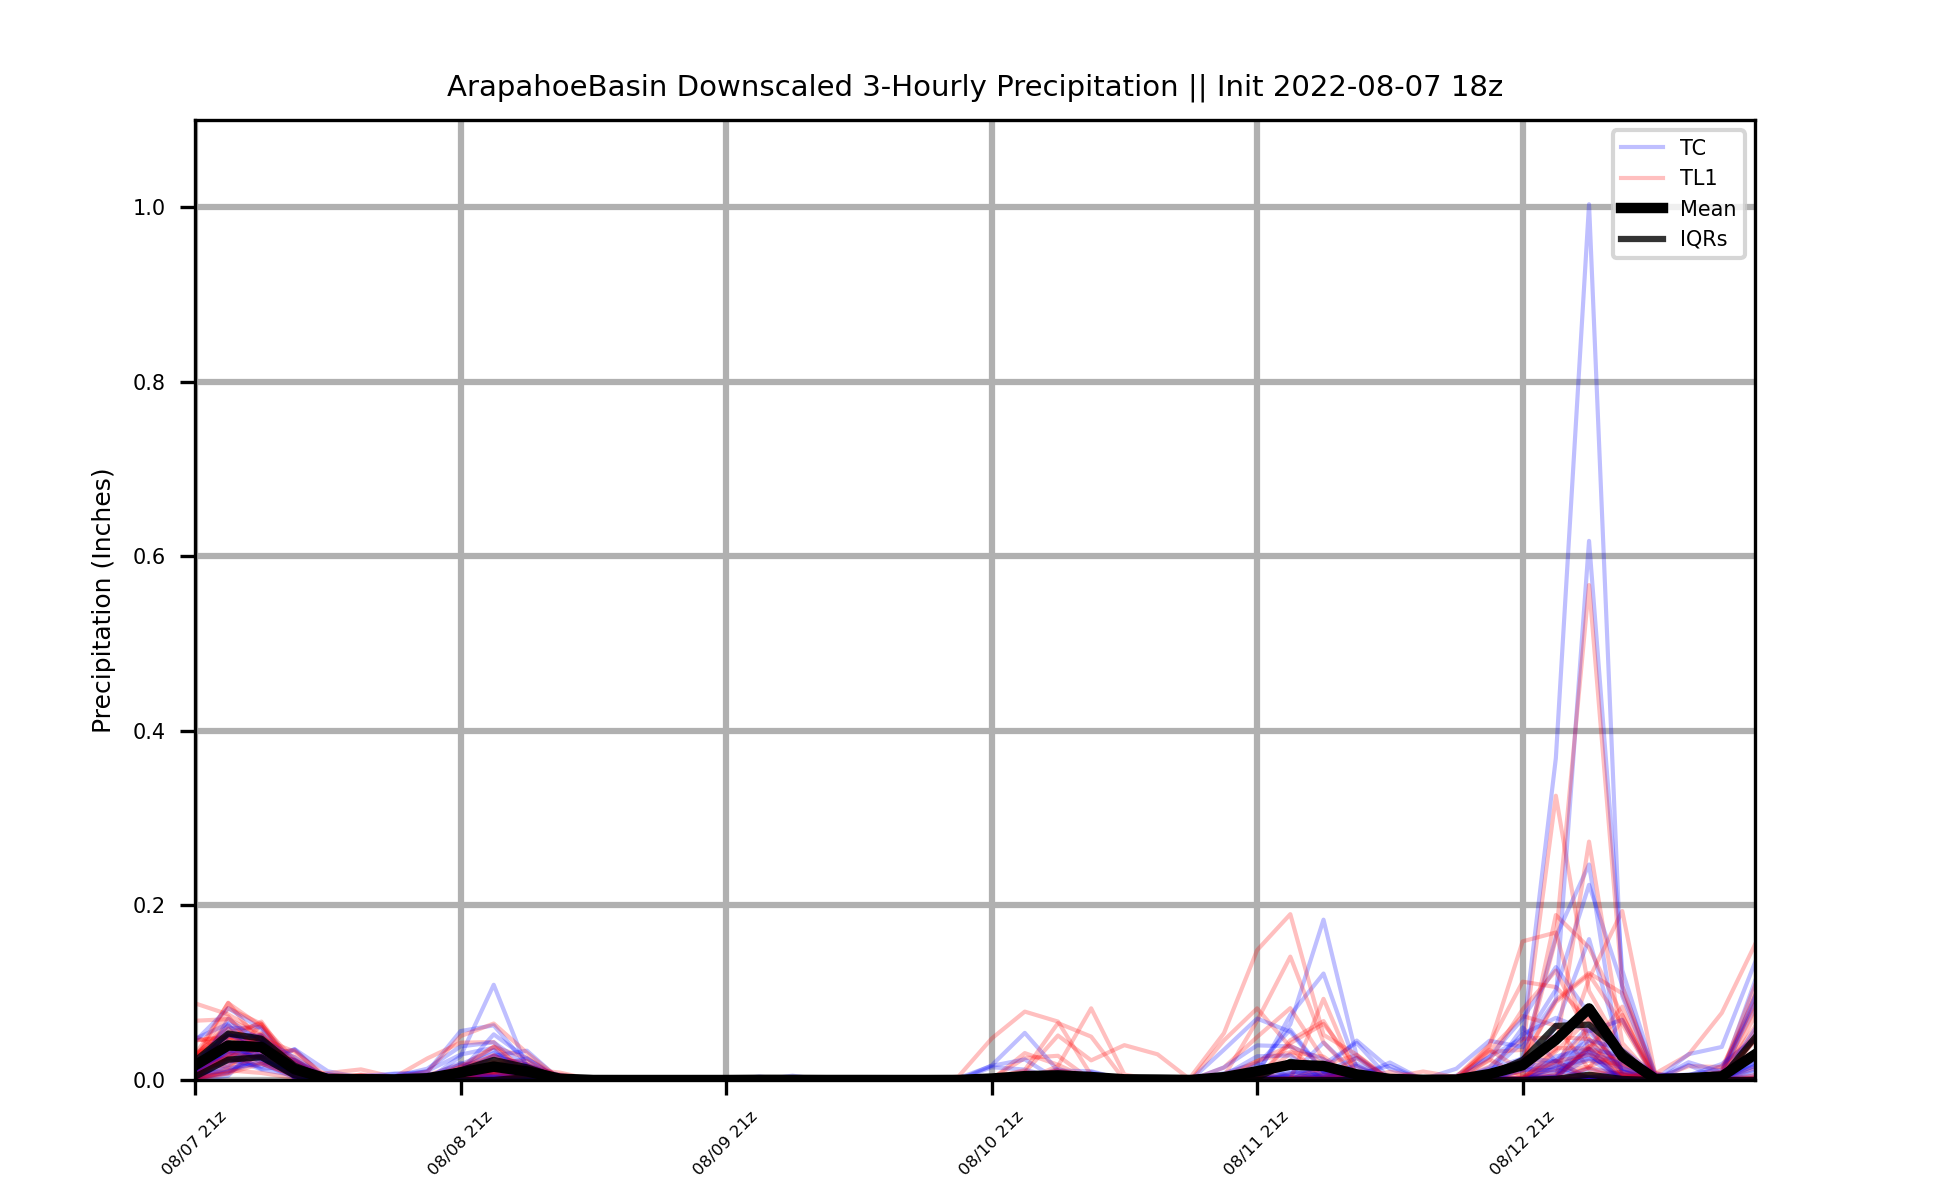 ArapahoeBasin Downscaled 3-Hourly Precipitation || Init 2022-08-07 18z
TC
TL1
Mean
IQRs
Precipitation (Inches)
1.0
0.8
0.6
0.4
0.2
0.0
08/07 21z
08/08 21z
08/09 21z
08/10 21z
08/11 21z
08/12 21z